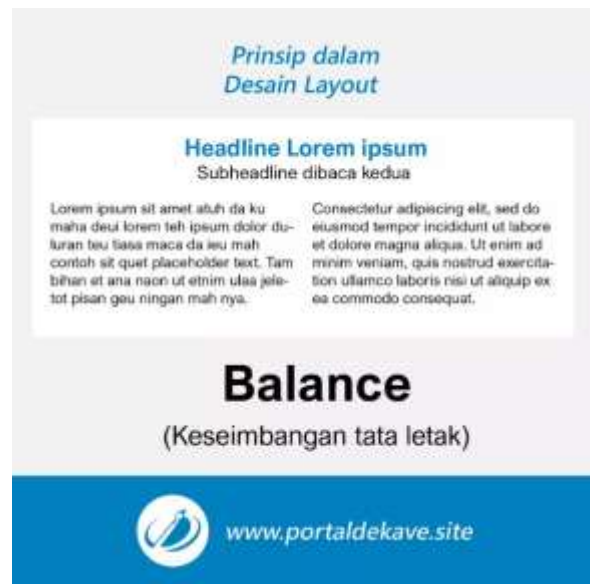 Prinsip dalam
Desain Layout
Headline Lorem ipsum
Subheadline dibaca kedua
Lorem ipsum sit amet atuh da ku
maha deui lorem teh ipsum dolor du-
luran teu tiasa maca da ieu mah
contoh sit quet placeholder text. Tam
bihan et ana naon ut etnim ulaa jele-
tot pisan geu ningan mah nya.
Consectetur adipiscing elit, sed do
eiusmod tempor incididunt ut labore
et dolore magna aliqua. Ut enim ad
minim veniam, quis nostrud exercita-
tion ullamco laboris nisi ut aliquip ex
ea commodo consequat.
Balance
(Keseimbangan tata letak)
www.portaldekave.site